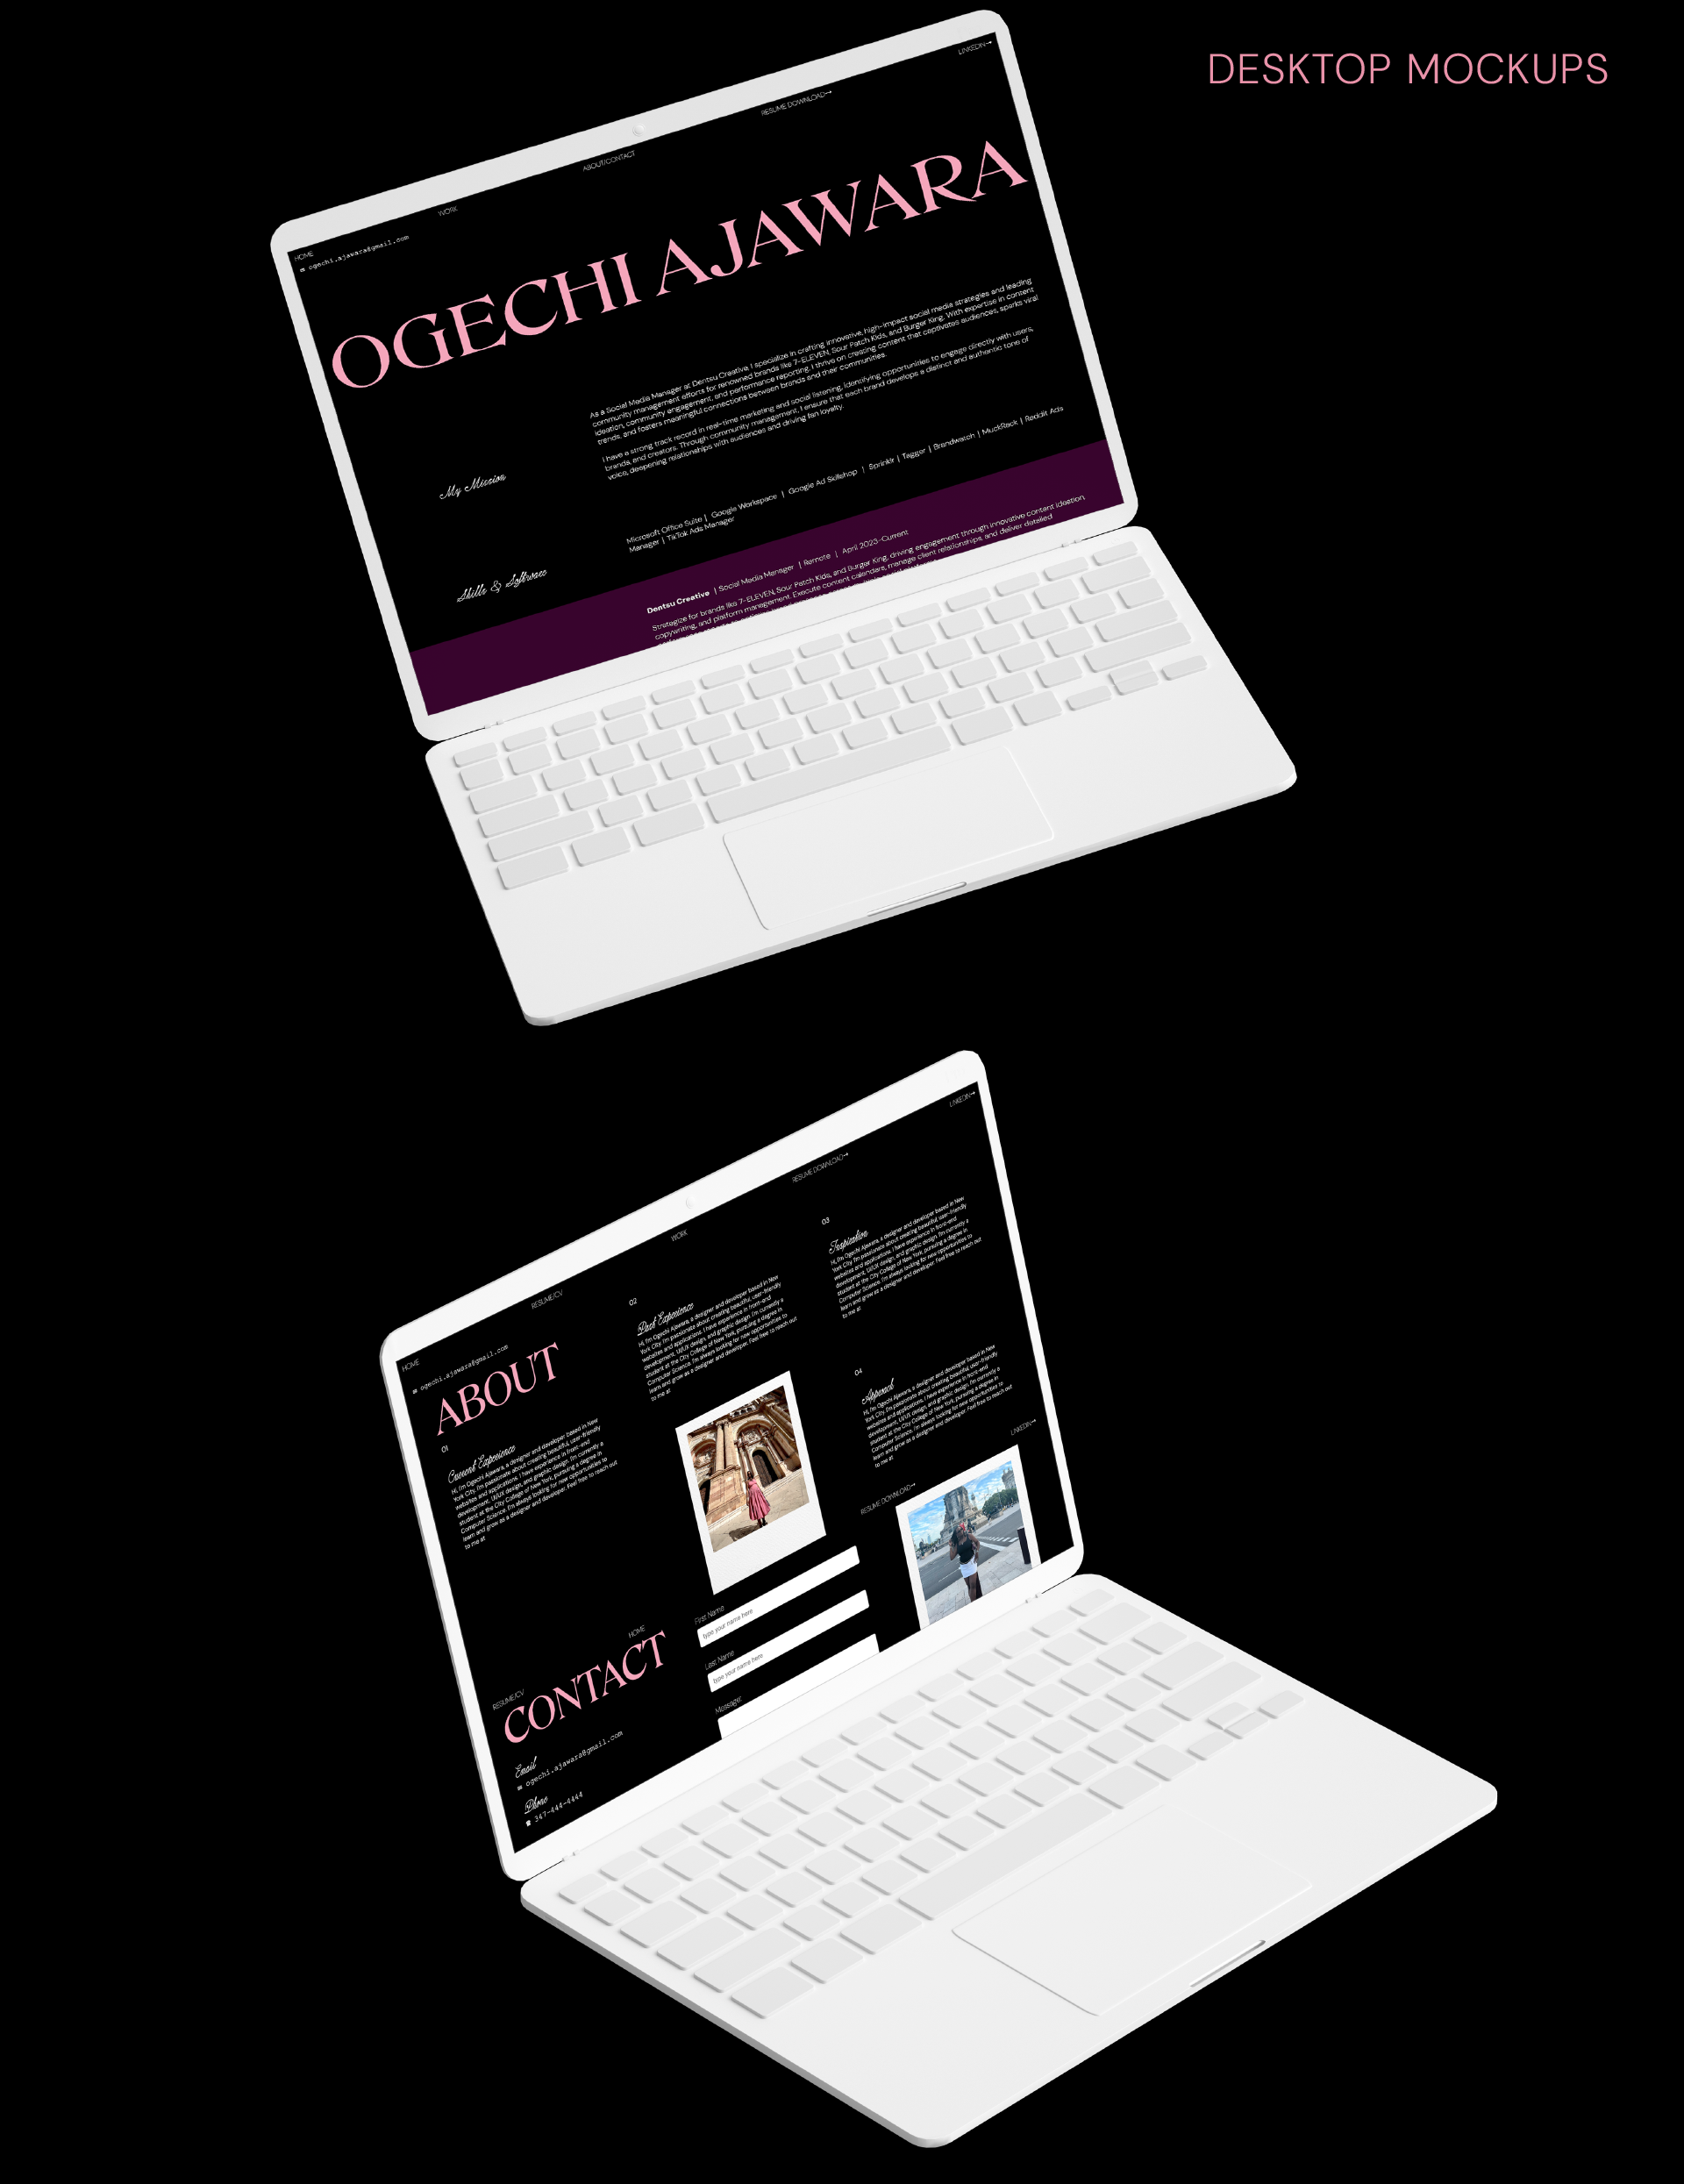 DESKTOP MOCKUPS
HOME
WORK
ABOUT/CONTACT
RESUME DOWNLOAD→
LINKEDIN→
✉ ogechi.ajawara@gmail.com
OGECHI AJAWARA
My Mission
As a Social Media Manager at Dentsu Creative, I specialize in crafting innovative, high-impact social media strategies and leading
community management efforts for renowned brands like 7-ELEVEN, Sour Patch Kids, and Burger King. With expertise in content
ideation, community engagement, and performance reporting, I thrive on creating content that captivates audiences, sparks viral
trends, and fosters meaningful connections between brands and their communities.
I have a strong track record in real-time marketing and social listening, identifying opportunities to engage directly with users,
brands, and creators. Through community management, I ensure that each brand develops a distinct and authentic tone of
voice, deepening relationships with audiences and driving fan loyalty.
Skills & Software
Microsoft Office Suite | Google Workspace | Google Ad Skillshop | Sprinklr | Tagger | Brandwatch | MuckRack | Reddit Ads
Manager | TikTok Ads Manager
Dentsu Creative | Social Media Manager | Remote | April 2023-Current
Strategize for brands like 7-ELEVEN, Sour Patch Kids, and Burger King, driving engagement through innovative content ideation
copywriting, and platform management. Execute content calendars, manage client relationships, and deliver detailed
HOME
RESUME/CV
WORK
RESUME DOWNLOAD→
LINKEDIN→
✉ ogechi.ajawara@gmail.com
ABOUT
01
Current Experience
Hi, I'm Ogechi Ajawara, a designer and developer based in New
York City. I'm passionate about creating beautiful, user-friendly
websites and applications. I have experience in front-end
development, UI/UX design, and graphic design. I'm currently a
student at the City College of New York, pursuing a degree in
Computer Science. I'm always looking for new opportunities to
learn and grow as a designer and developer. Feel free to reach out
to me at
02
Past Experience
Hi, I'm Ogechi Ajawara, a designer and developer based in New
York City. I'm passionate about creating beautiful, user-friendly
websites and applications. I have experience in front-end
development, UI/UX design, and graphic design. I'm currently a
student at the City College of New York, pursuing a degree in
Computer Science. I'm always looking for new opportunities to
learn and grow as a designer and developer. Feel free to reach out
to me at
03
Inspiration
Hi, I'm Ogechi Ajawara, a designer and developer based in New
York City. I'm passionate about creating beautiful, user-friendly
websites and applications. I have experience in front-end
development, UI/UX design, and graphic design. I'm currently a
student at the City College of New York, pursuing a degree in
Computer Science. I'm always looking for new opportunities to
learn and grow as a designer and developer. Feel free to reach out
to me at
04
Approach
Hi, I'm Ogechi Ajawara, a designer and developer based in New
York City. I'm passionate about creating beautiful, user-friendly
websites and applications. I have experience in front-end
development, UI/UX design, and graphic design. I'm currently a
student at the City College of New York, pursuing a degree in
Computer Science. I'm always looking for new opportunities to
learn and grow as a designer and developer. Feel free to reach out
to me at
RESUME/CV
HOME
RESUME DOWNLOAD→
LINKEDIN→
CONTACT
Email
✉ ogechi.ajawara@gmail.com
Phone
☎ 347-444-4444
First Name
type your name here
Last Name
type your name here
Message